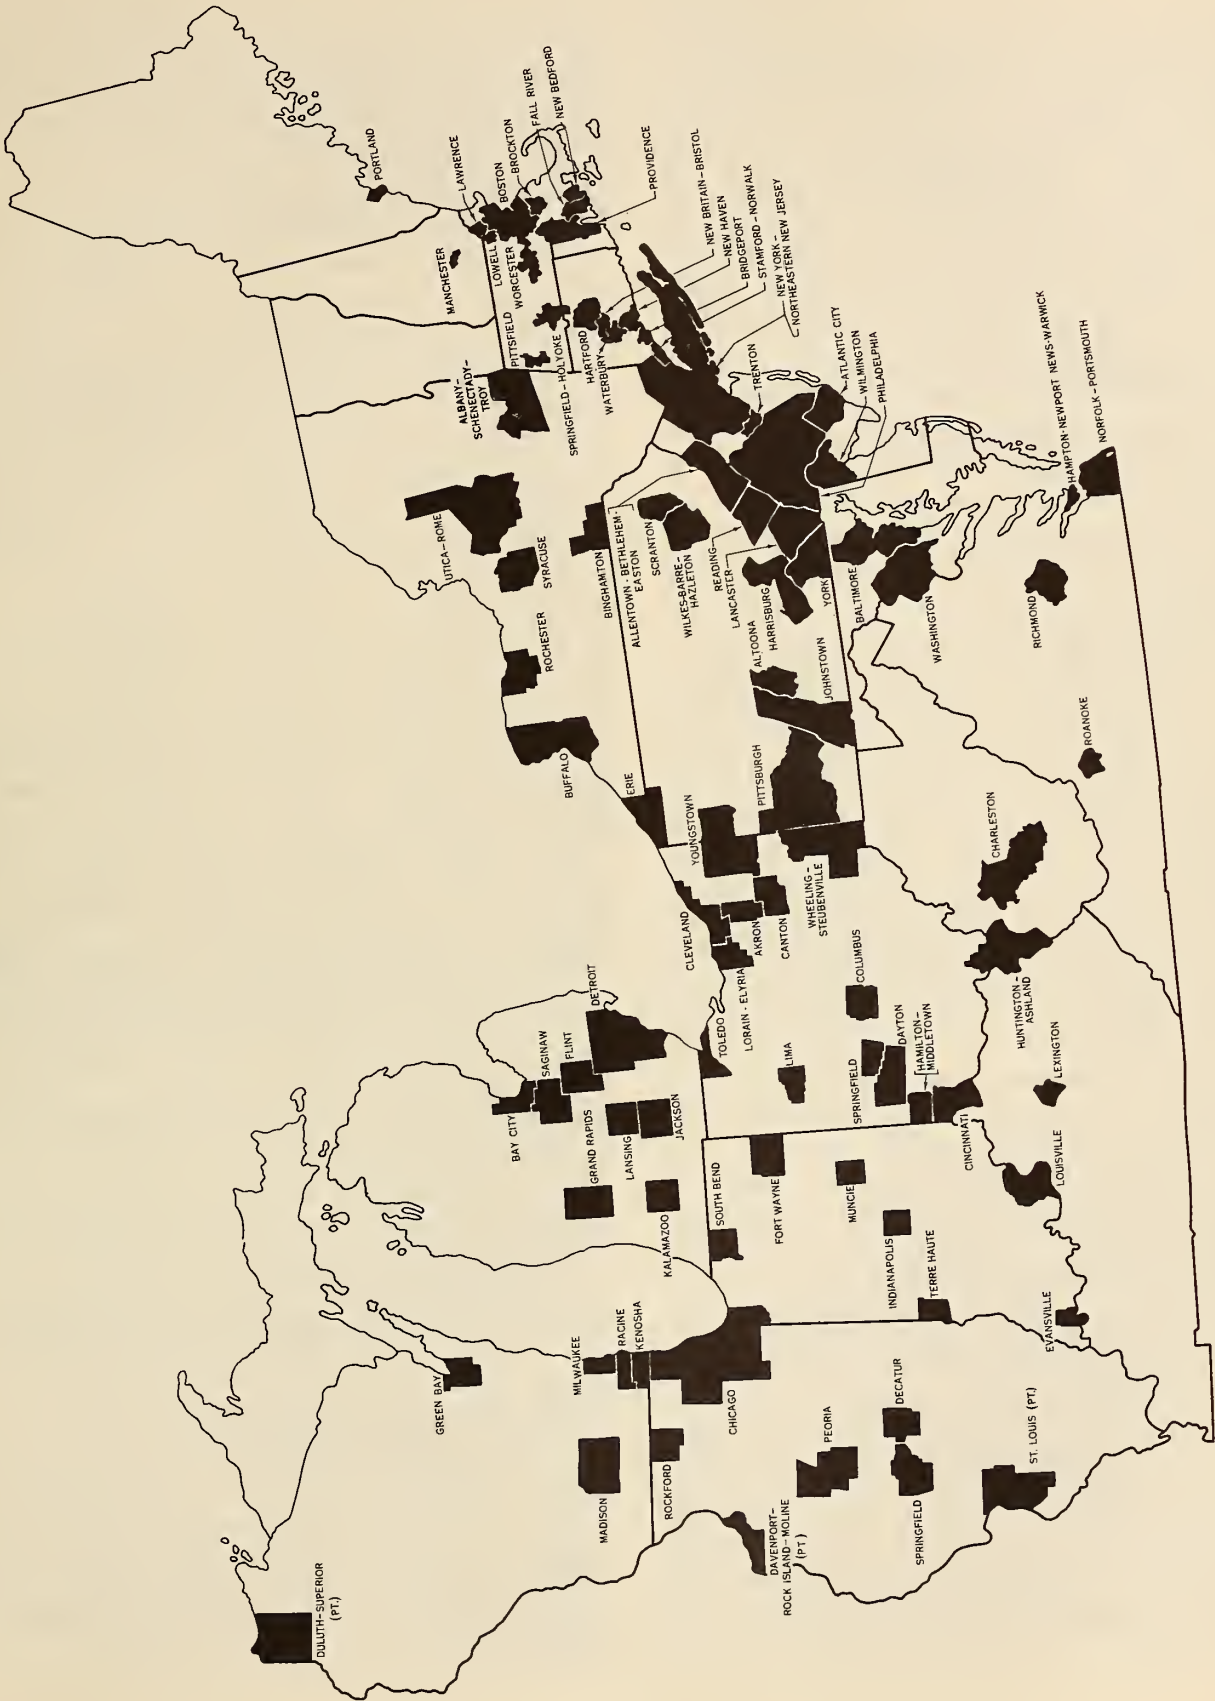 DULUTH-SUPERIOR
(PT.)
GREEN BAY
MADISON
MILWAUKEE
RACINE
KENOSHA
ROCKFORD
CHICAGO
DAVENPORT-
ROCK ISLAND-MOLINE
(PT)
PEORIA
DECATUR
SPRINGFIELD
ST. LOUIS (PT.)
BAY CITY
SAGINAW
FLINT
DETROIT
GRAND RAPIDS
LANSING
JACKSON
KALAMAZOO
SOUTH BEND
FORT WAYNE
MUNCIE
INDIANAPOLIS
TERRE HAUTE
EVANSVILLE
LOUISVILLE
LEXINGTON
TOLEDO
LIMA
CLEVELAND
LORAIN - ELYRIA
AKRON
CANTON
YOUNGSTOWN
WHEELING -
STEUBENVILLE
COLUMBUS
SPRINGFIELD
DAYTON
HAMILTON-
MIDDLETOWN
CINCINNATI
HUNTINGTON -
ASHLAND
CHARLESTON
ERIE
PITTSBURGH
JOHNSTOWN
ALTOONA
BUFFALO
ROCHESTER
SYRACUSE
UTICA-ROME
BINGHAMTON
ALBANY-
SCHENECTADY-
TROY
ALLENTOWN - BETHLEHEM -
EASTON
SCRANTON
WILKES-BARRE-
HAZLETON
READING
LANCASTER
HARRISBURG
YORK
BALTIMORE
WASHINGTON
RICHMOND
ROANOKE
HAMPTON-NEWPORT NEWS-WARWICK
NORFOLK-PORTSMOUTH
PORTLAND
MANCHESTER
LAWRENCE
LOWELL
BOSTON
WORCESTER
BROCKTON
FALL RIVER
NEW BEDFORD
PROVIDENCE
PITTSFIELD
SPRINGFIELD-HOLYOKE
HARTFORD
WATERBURY
NEW BRITAIN-BRISTOL
NEW HAVEN
BRIDGEPORT
STAMFORD-NORWALK
NEW YORK -
NORTHEASTERN NEW JERSEY
TRENTON
ATLANTIC CITY
WILMINGTON
PHILADELPHIA